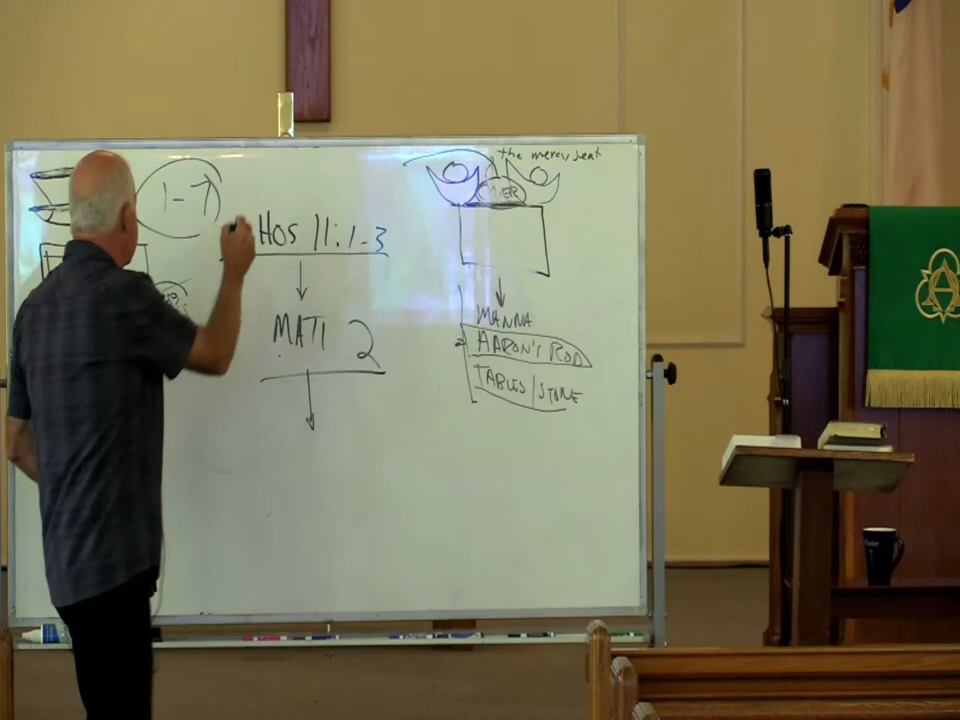 1-7
HOS 11:1-3
MATT 2
the mercy seat
MANNA
AARON'S ROD
TABLES/STONE